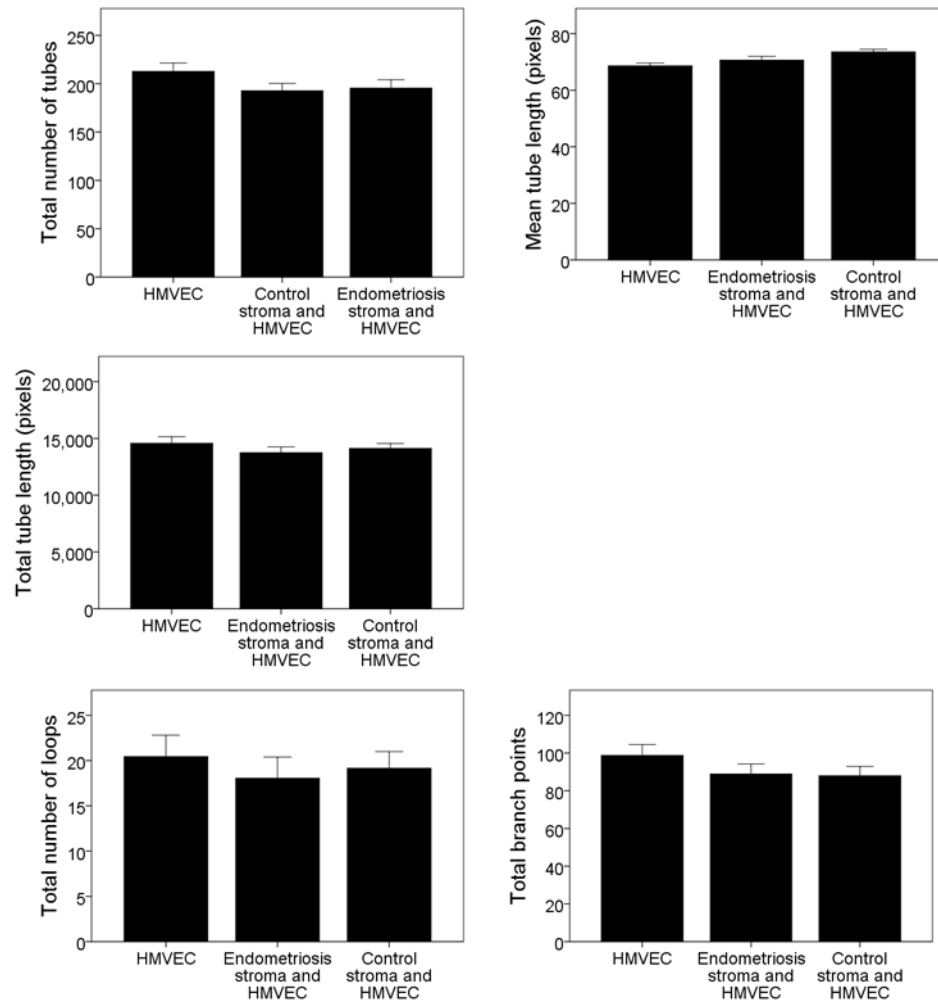 Total number of tubes
250
200
150
100
50
0
HMVEC
Control
stroma and
HMVEC
Endometriosis
stroma and
HMVEC
Mean tube length (pixels)
80
60
40
20
0
HMVEC
Endometriosis
stroma and
HMVEC
Control
stroma and
HMVEC
Total tube length (pixels)
20,000
15,000
10,000
5,000
0
HMVEC
Endometriosis
stroma and
HMVEC
Control
stroma and
HMVEC
Total number of loops
25
20
15
10
5
0
HMVEC
Endometriosis
stroma and
HMVEC
Control
stroma and
HMVEC
Total branch points
120
100
80
60
40
20
0
HMVEC
Endometriosis
stroma and
HMVEC
Control
stroma and
HMVEC